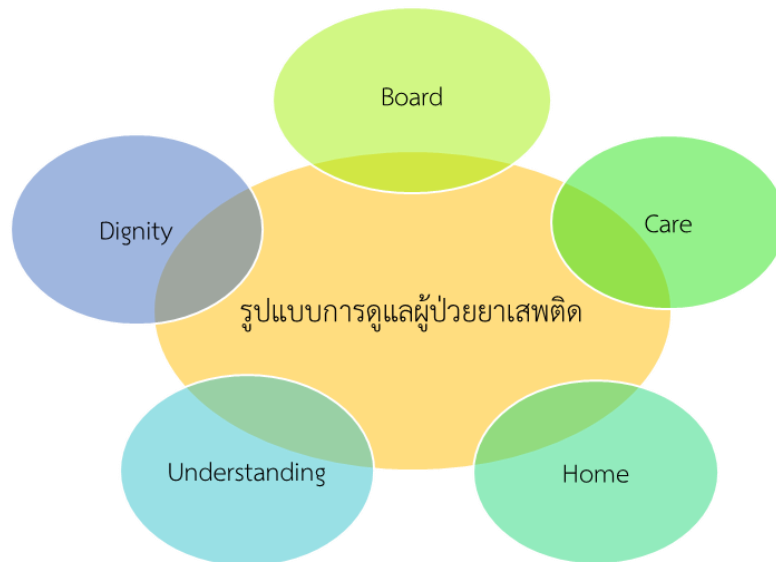 Board
Care
Dignity
รูปแบบการดูแลผู้ป่วยยาเสพติด
Understanding
Home